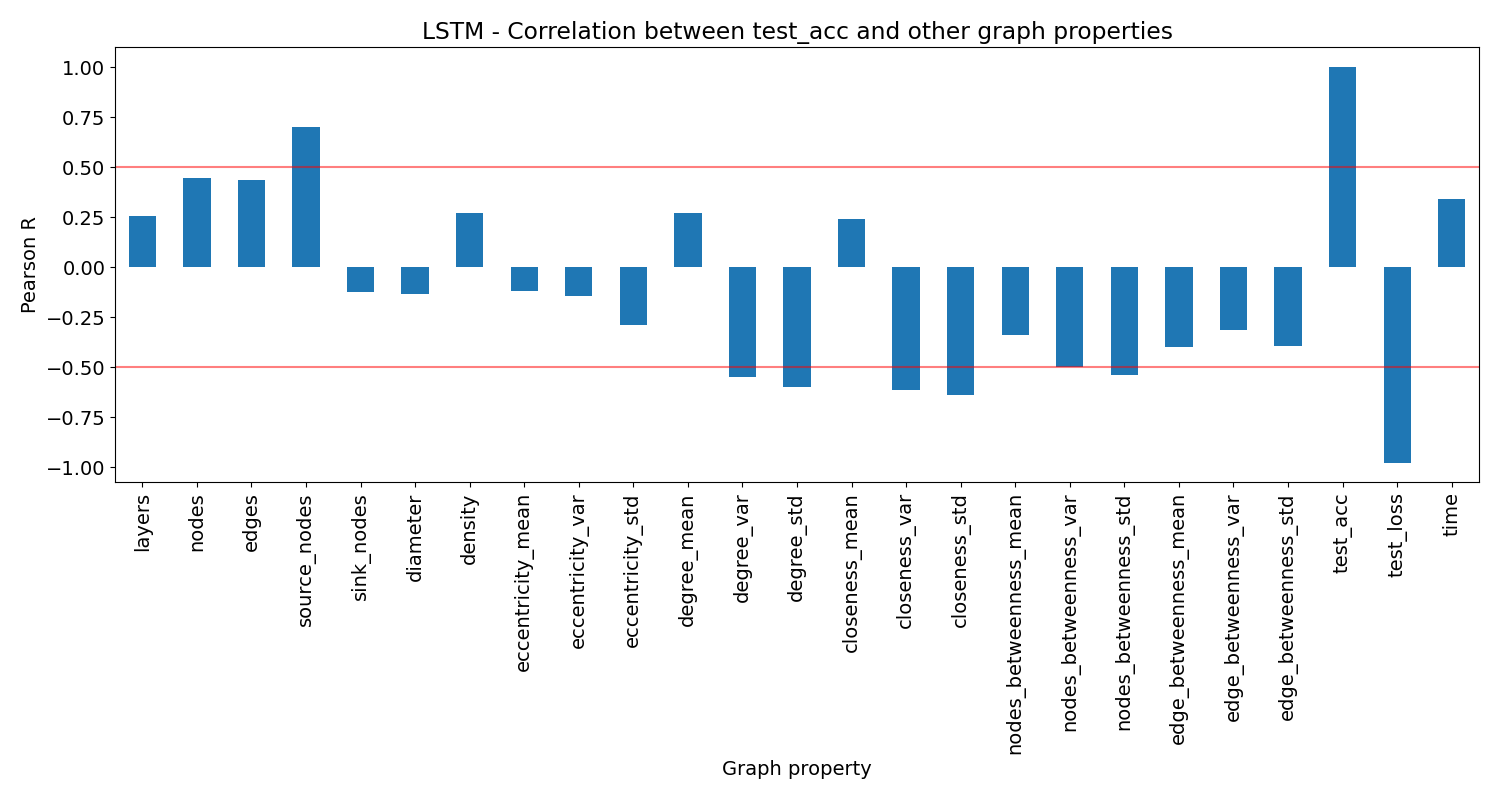 LSTM - Correlation between test_acc and other graph properties
Pearson R
1.00
0.75
0.50
0.25
0.00
−0.25
−0.50
−0.75
−1.00
layers
nodes
edges
source_nodes
sink_nodes
diameter
density
eccentricity_mean
eccentricity_var
eccentricity_std
degree_mean
degree_var
degree_std
closeness_mean
closeness_var
closeness_std
nodes_betweenness_mean
nodes_betweenness_var
nodes_betweenness_std
edge_betweenness_mean
edge_betweenness_var
edge_betweenness_std
test_acc
test_loss
time
Graph property